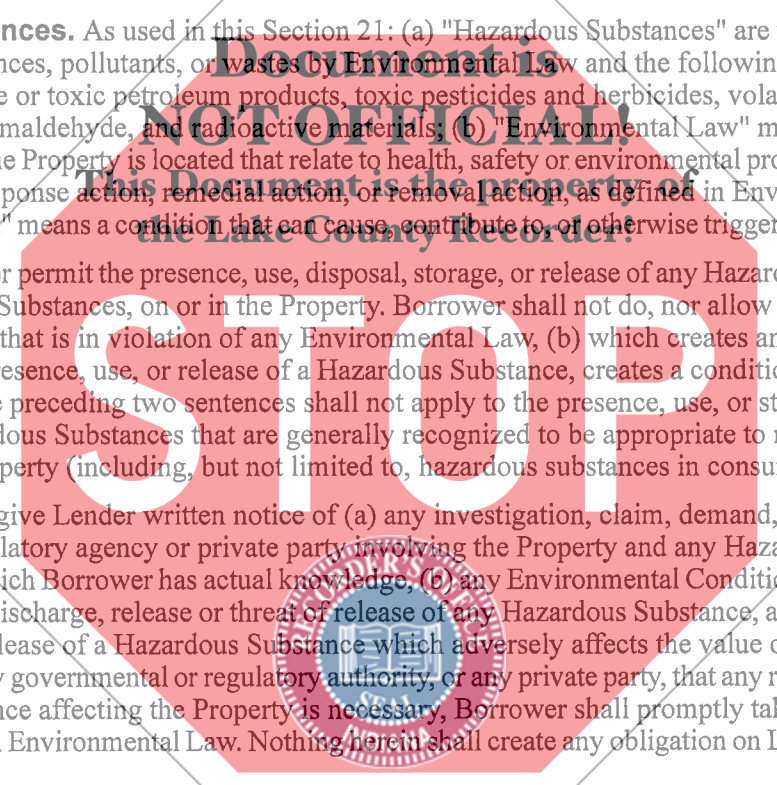 nces. As used in this Section 21: (a) "Hazardous Substances" are
Document is
nces, pollutants, or wastes by Environmental Law and the followin
e or toxic petroleum products, toxic pesticides and herbicides, vola
NOT OFFICIAL!
maldehyde, and radioactive materials; (b) "Environmental Law" m
ne Property is located that relate to health, safety or environmental pro
This Document is the property of
ponse action, remedial action, or removal action, as defined in Env
" means a condition that can cause, contribute to, or otherwise trigger
the Lake County Recorder!
or permit the presence, use, disposal, storage, or release of any Hazard
Substances, on or in the Property. Borrower shall not do, nor allow
that is in violation of any Environmental Law, (b) which creates an
resence, use, or release of a Hazardous Substance, creates a conditio
STOP
e preceding two sentences shall not apply to the presence, use, or st
dous Substances that are generally recognized to be appropriate to n
perty (including, but not limited to, hazardous substances in consu
give Lender written notice of (a) any investigation, claim, demand,
latory agency or private party involving the Property and any Haza
ich Borrower has actual knowledge, (b) any Environmental Conditio
RECORDER'S OFFICE
ischarge, release or threat of release of any Hazardous Substance, a
lease of a Hazardous Substance which adversely affects the value o
y governmental or regulatory authority, or any private party, that any r
SEAL
nce affecting the Property is necessary, Borrower shall promptly tak
Environmental Law. Nothing herein shall create any obligation on L